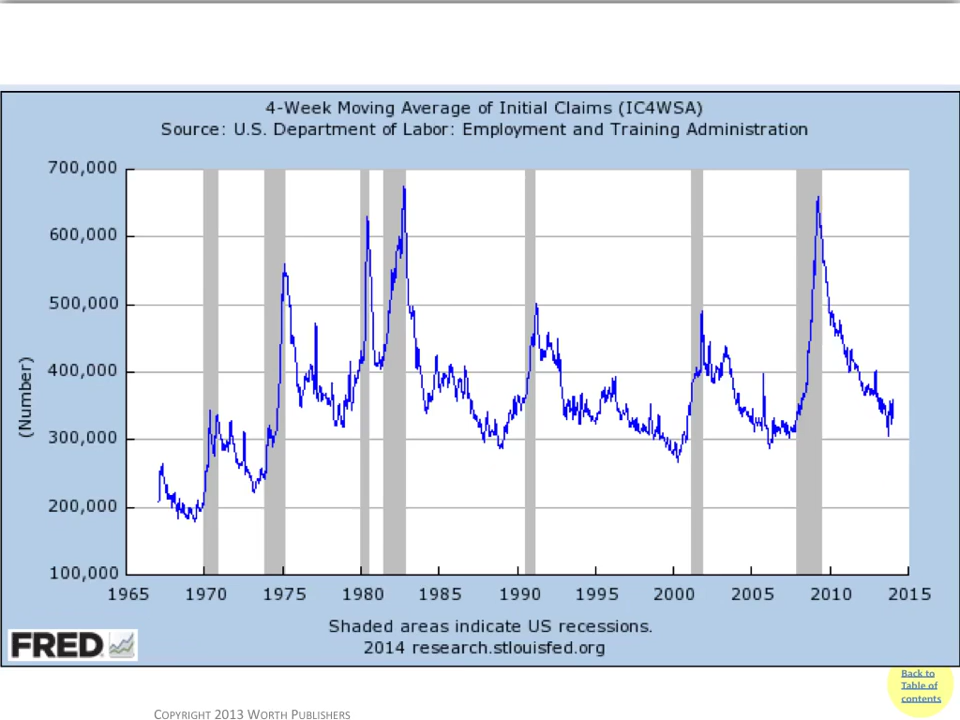 4-Week Moving Average of Initial Claims (IC4WSA)
Source: U.S. Department of Labor: Employment and Training Administration
700,000
600,000
500,000
400,000
300,000
200,000
100,000
(Number)
1965 1970 1975 1980 1985 1990 1995 2000 2005 2010 2015
Shaded areas indicate US recessions.
2014 research.stlouisfed.org
FRED
Back to
Table of
contents
COPYRIGHT 2013 WORTH PUBLISHERS